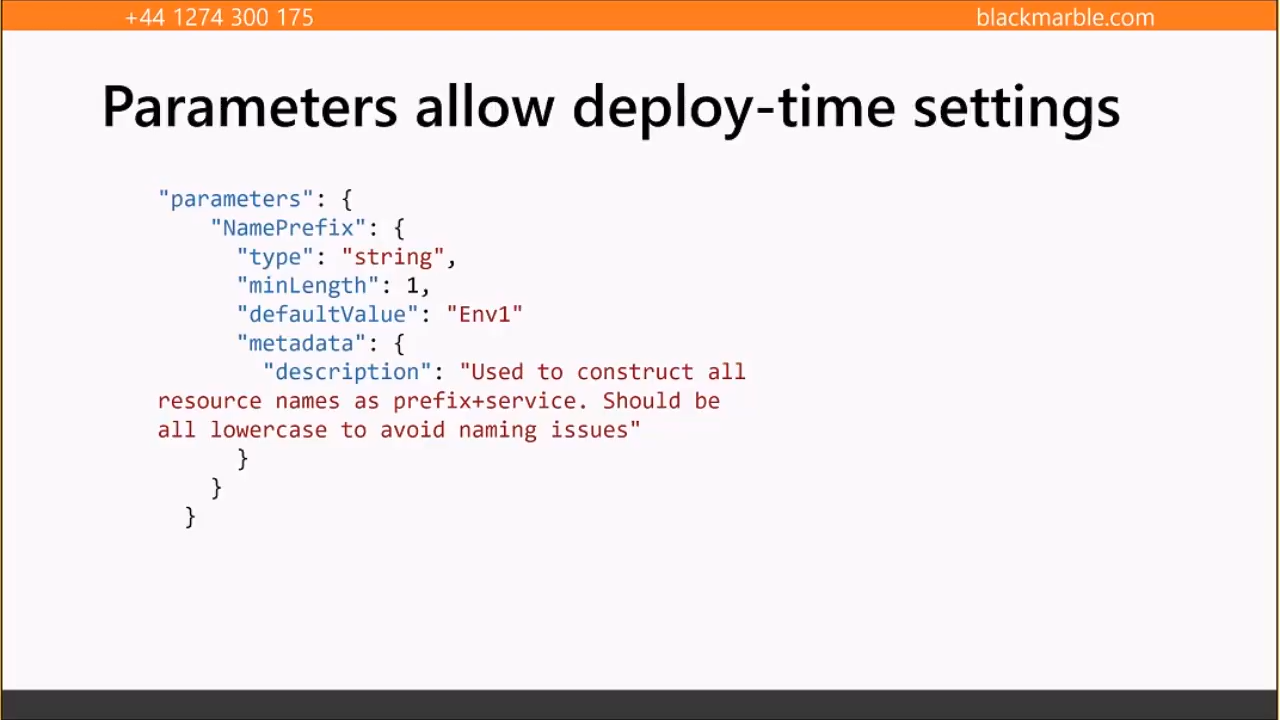 +44 1274 300 175
blackmarble.com
Parameters allow deploy-time settings
"parameters": {
"NamePrefix": {
"type": "string",
"minLength": 1,
"defaultValue": "Env1"
"metadata": {
"description": "Used to construct all
resource names as prefix+service. Should be
all lowercase to avoid naming issues"
}
}
}